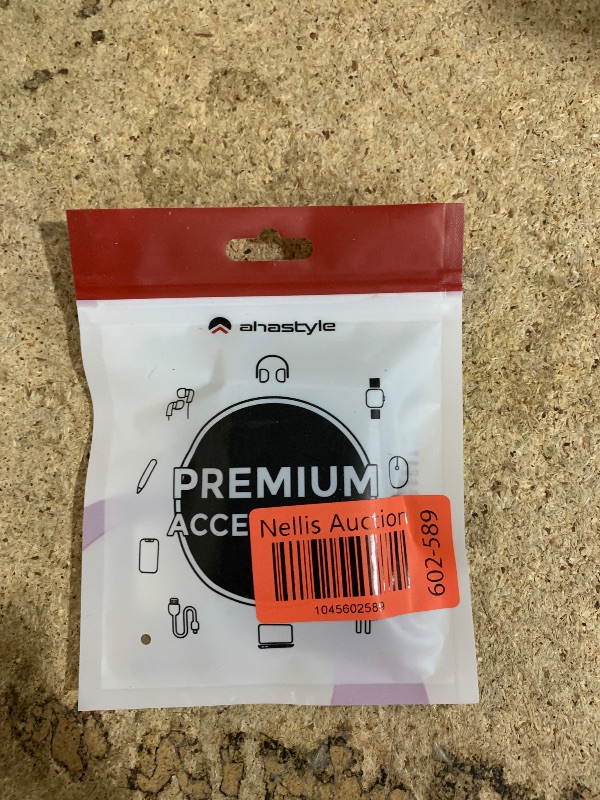 ahastyle
PREMIUM
ACCE
Nellis Auction
1045602589
602-589